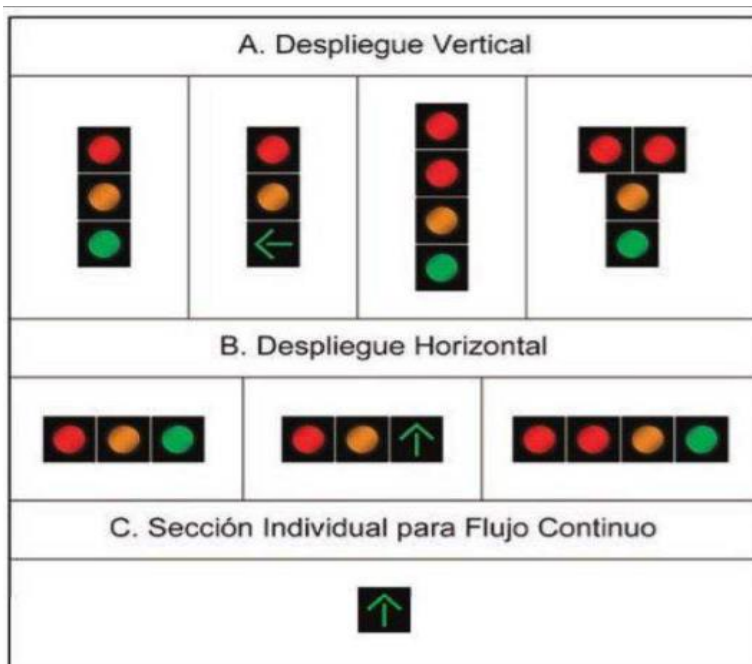 A. Despliegue Vertical
B. Despliegue Horizontal
C. Sección Individual para Flujo Continuo